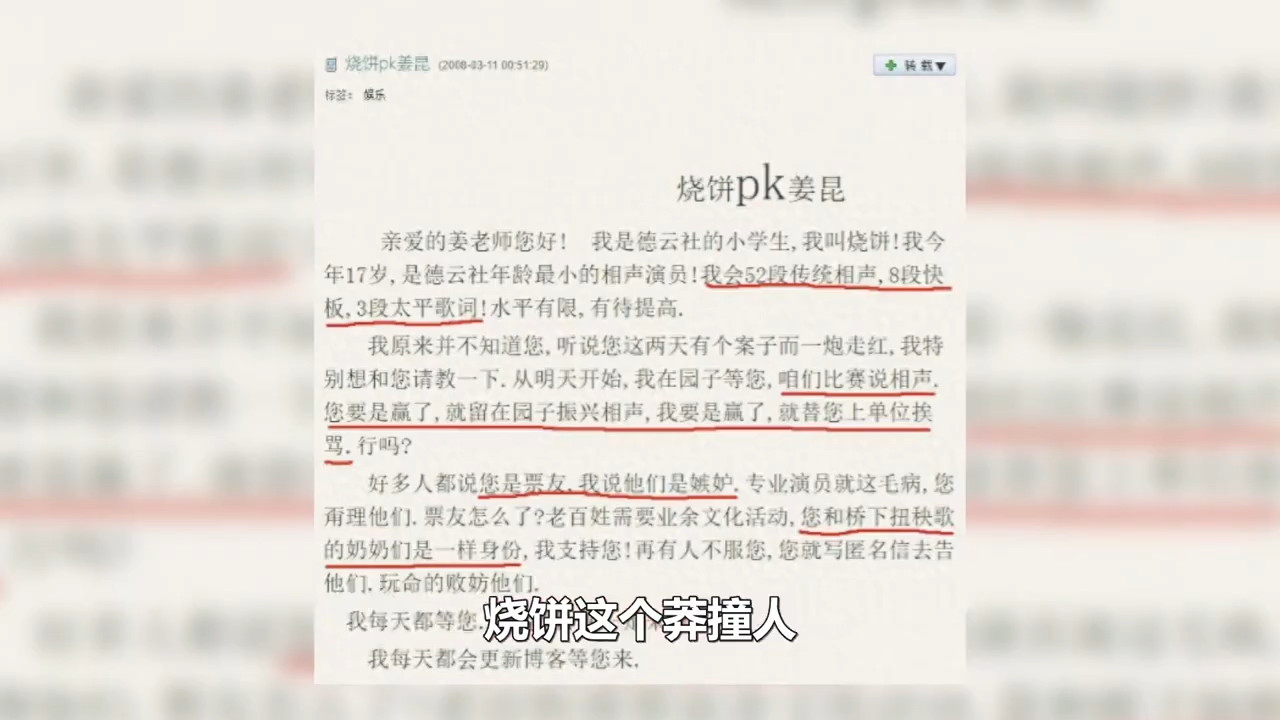 烧饼pk姜昆 (2008-03-11 00:51:29)
转 载▼
标签： 娱乐
烧饼pk姜昆
亲爱的姜老师您好！ 我是德云社的小学生,我叫烧饼!我今
年17岁,是德云社年龄最小的相声演员!我会52段传统相声,8段快
板,3段太平歌词!水平有限,有待提高.
我原来并不知道您,听说您这两天有个案子而一炮走红,我特
别想和您请教一下.从明天开始,我在园子等您,咱们比赛说相声.
您要是赢了,就留在园子振兴相声,我要是赢了,就替您上单位挨
骂.行吗?
好多人都说您是票友,我说他们是嫉妒.专业演员就这毛病,您
甭理他们.票友怎么了?老百姓需要业余文化活动,您和桥下扭秧歌
的奶奶们是一样身份,我支持您!再有人不服您,您就写匿名信去告
他们.玩命的败妨他们.
我每天都等您.
烧饼这个莽撞人
我每天都会更新博客等您来.